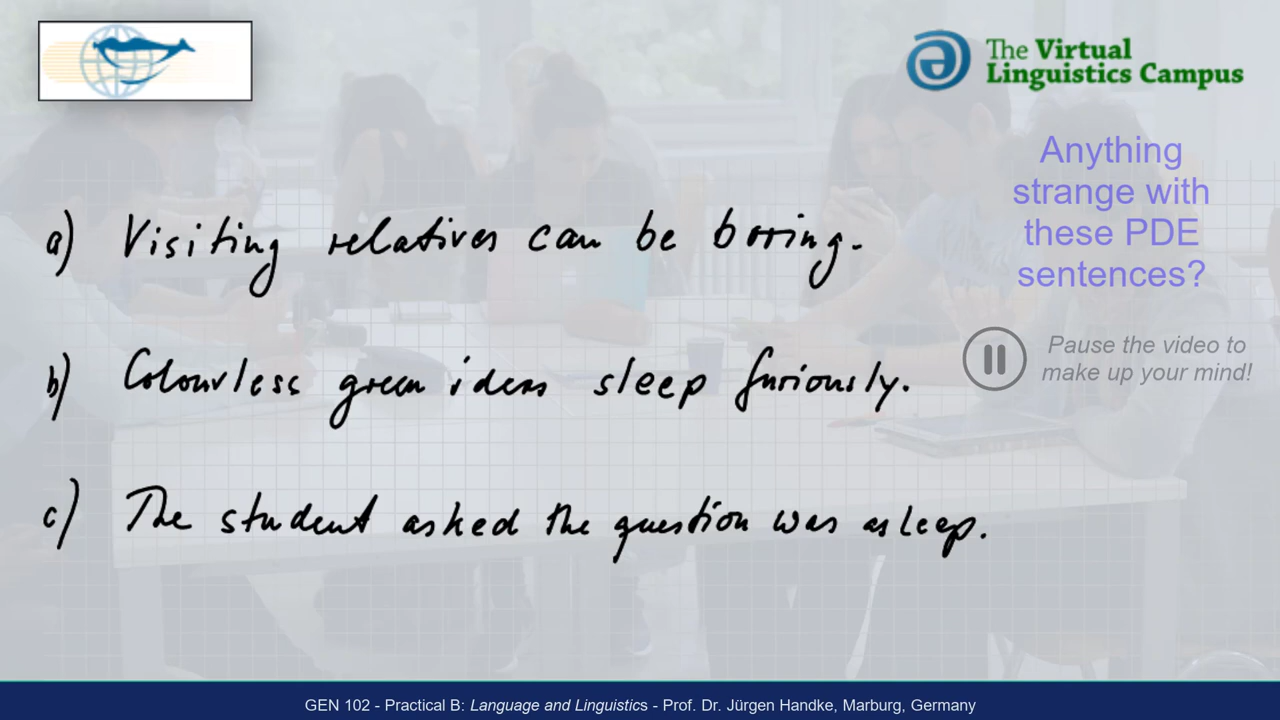 The Virtual
Linguistics Campus
Anything
strange with
these PDE
sentences?
a) Visiting relatives can be boring.
Pause the video to
make up your mind!
b) Colourless green ideas sleep furiously.
c) The student asked the question was asleep.
GEN 102 - Practical B: Language and Linguistics - Prof. Dr. Jürgen Handke, Marburg, Germany